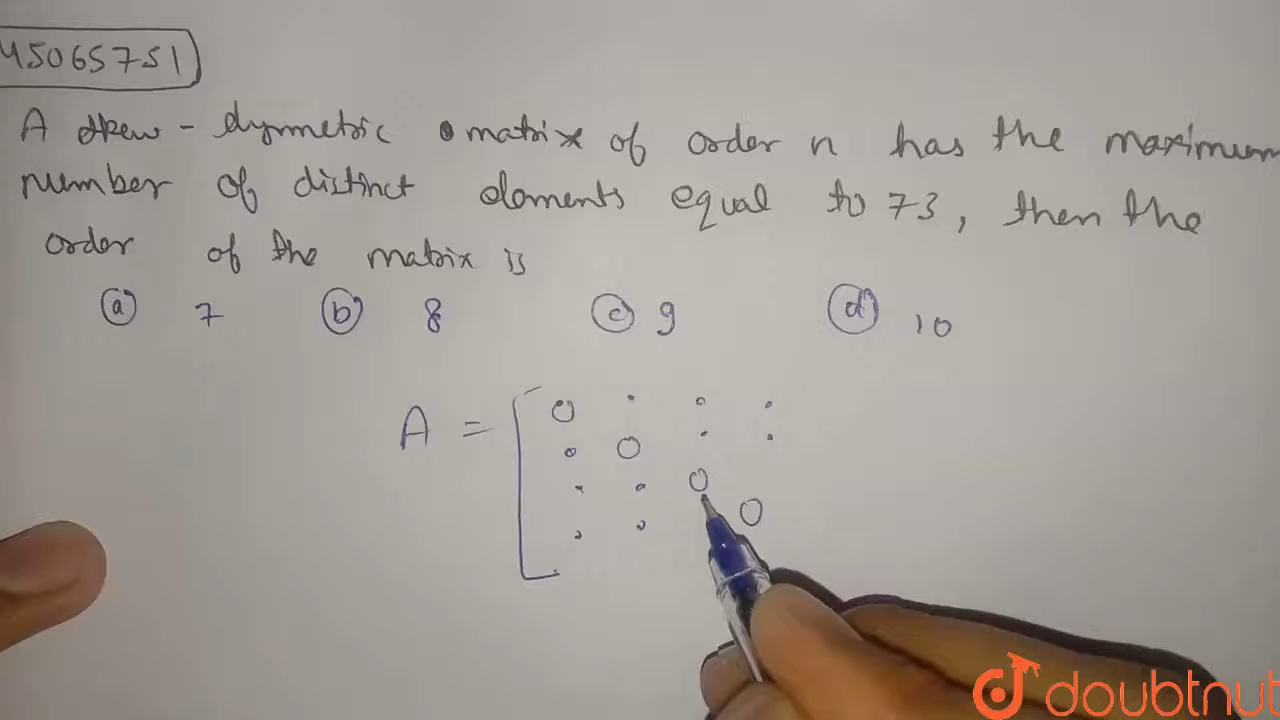 45065751
A skew - symmetric matrix of order n has the maximum
number of distinct elements equal to 73, then the
order of the matrix is
(a) 7 (b) 8 (c) 9 (d) 10
A = [ 0 . . .
. 0 . .
. . 0
. . 0
doubtnut